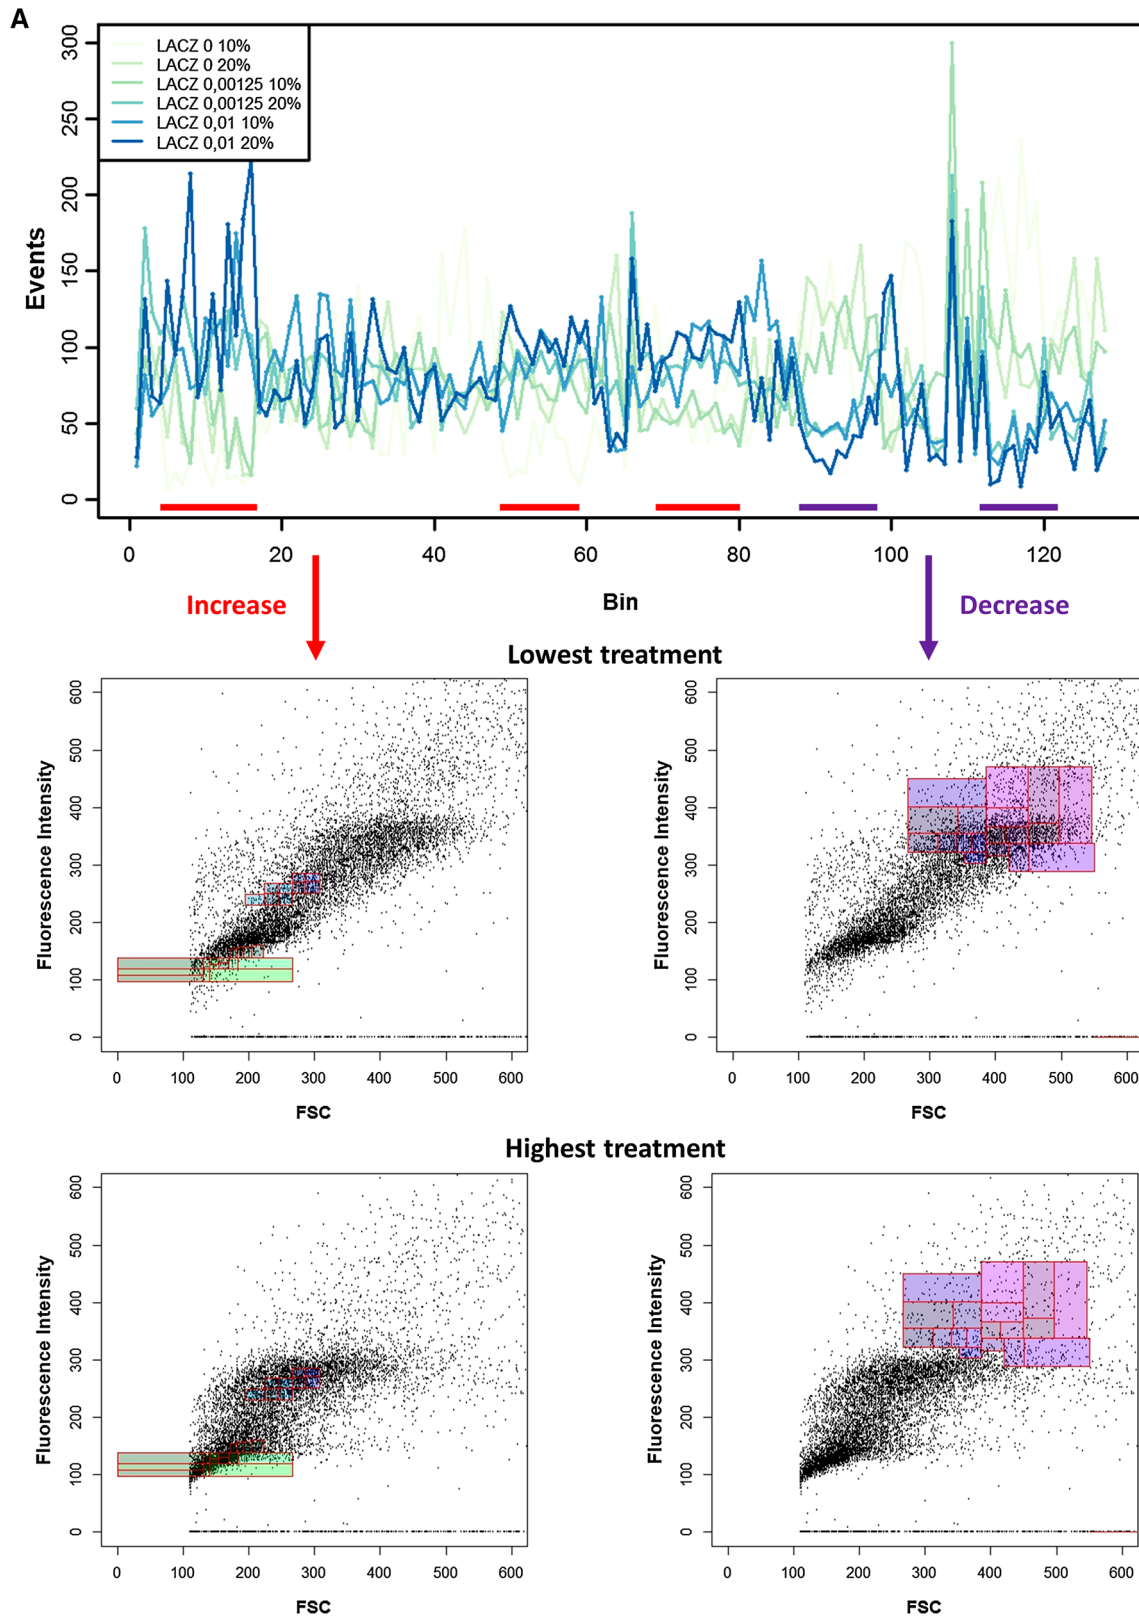 A
300
250
200
150
100
50
0
Events
LACZ 0 10%
LACZ 0 20%
LACZ 0,00125 10%
LACZ 0,00125 20%
LACZ 0,01 10%
LACZ 0,01 20%
0 20 40 60 80 100 120
Bin
Increase
Decrease
Lowest treatment
600
500
400
300
200
100
0
Fluorescence Intensity
0 100 200 300 400 500 600
FSC
600
500
400
300
200
100
0
Fluorescence Intensity
0 100 200 300 400 500 600
FSC
Highest treatment
600
500
400
300
200
100
0
Fluorescence Intensity
0 100 200 300 400 500 600
FSC
600
500
400
300
200
100
0
Fluorescence Intensity
0 100 200 300 400 500 600
FSC